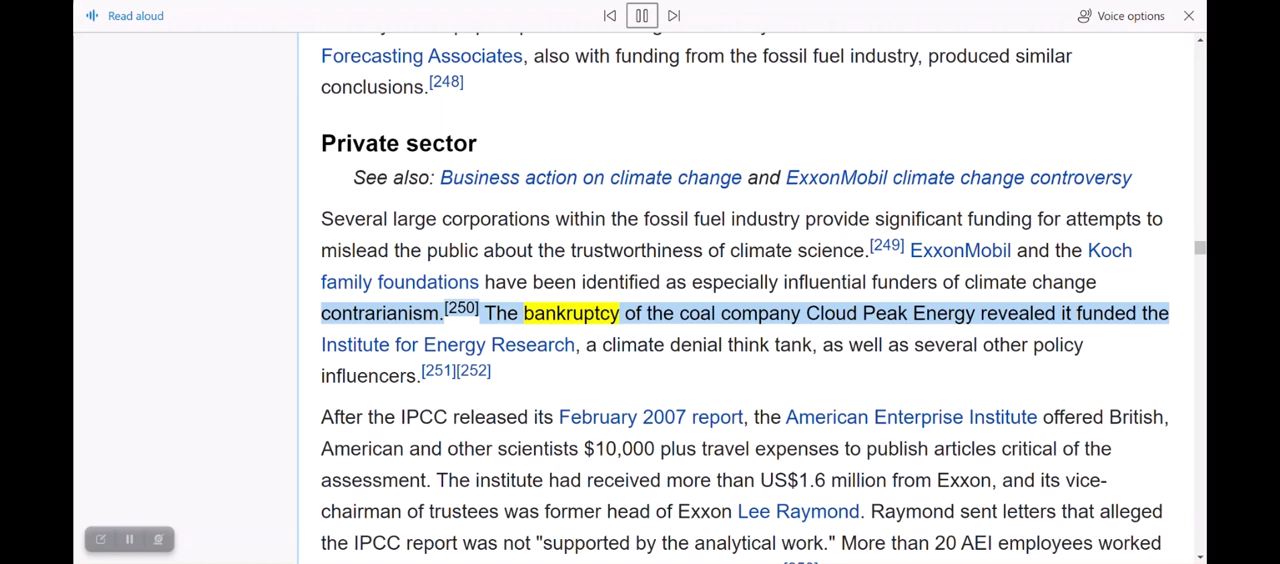 Read aloud
Voice options
Forecasting Associates, also with funding from the fossil fuel industry, produced similar
conclusions.[248]
Private sector
See also: Business action on climate change and ExxonMobil climate change controversy
Several large corporations within the fossil fuel industry provide significant funding for attempts to
mislead the public about the trustworthiness of climate science.[249] ExxonMobil and the Koch
family foundations have been identified as especially influential funders of climate change
contrarianism.[250] The bankruptcy of the coal company Cloud Peak Energy revealed it funded the
Institute for Energy Research, a climate denial think tank, as well as several other policy
influencers.[251][252]
After the IPCC released its February 2007 report, the American Enterprise Institute offered British,
American and other scientists $10,000 plus travel expenses to publish articles critical of the
assessment. The institute had received more than US$1.6 million from Exxon, and its vice-
chairman of trustees was former head of Exxon Lee Raymond. Raymond sent letters that alleged
the IPCC report was not "supported by the analytical work." More than 20 AEI employees worked